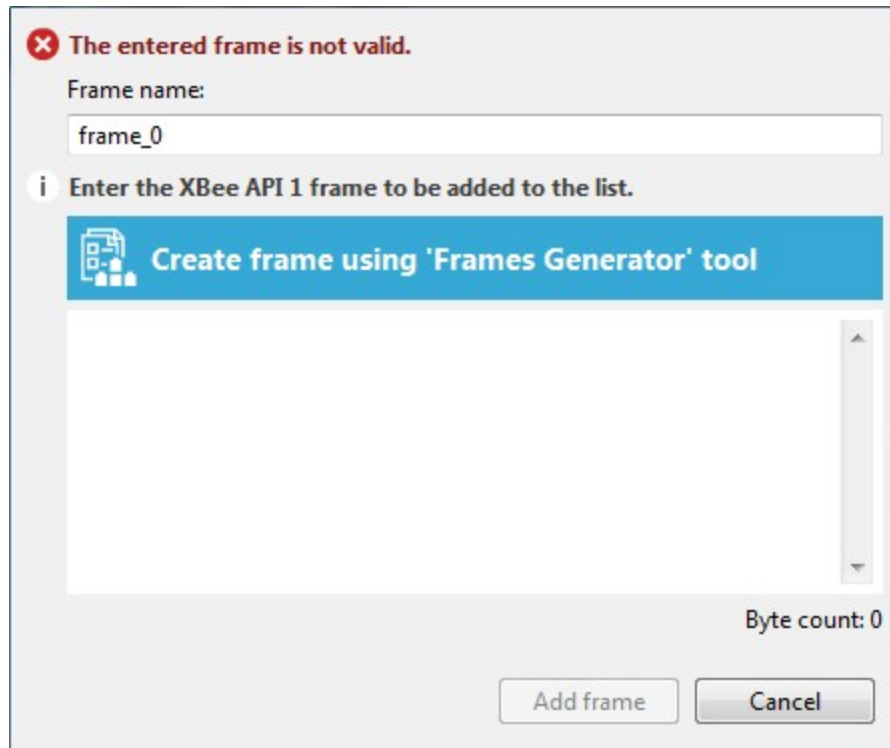 The entered frame is not valid.
Frame name:
frame_0
i Enter the XBee API 1 frame to be added to the list.
Create frame using 'Frames Generator' tool
Byte count: 0
Add frame Cancel